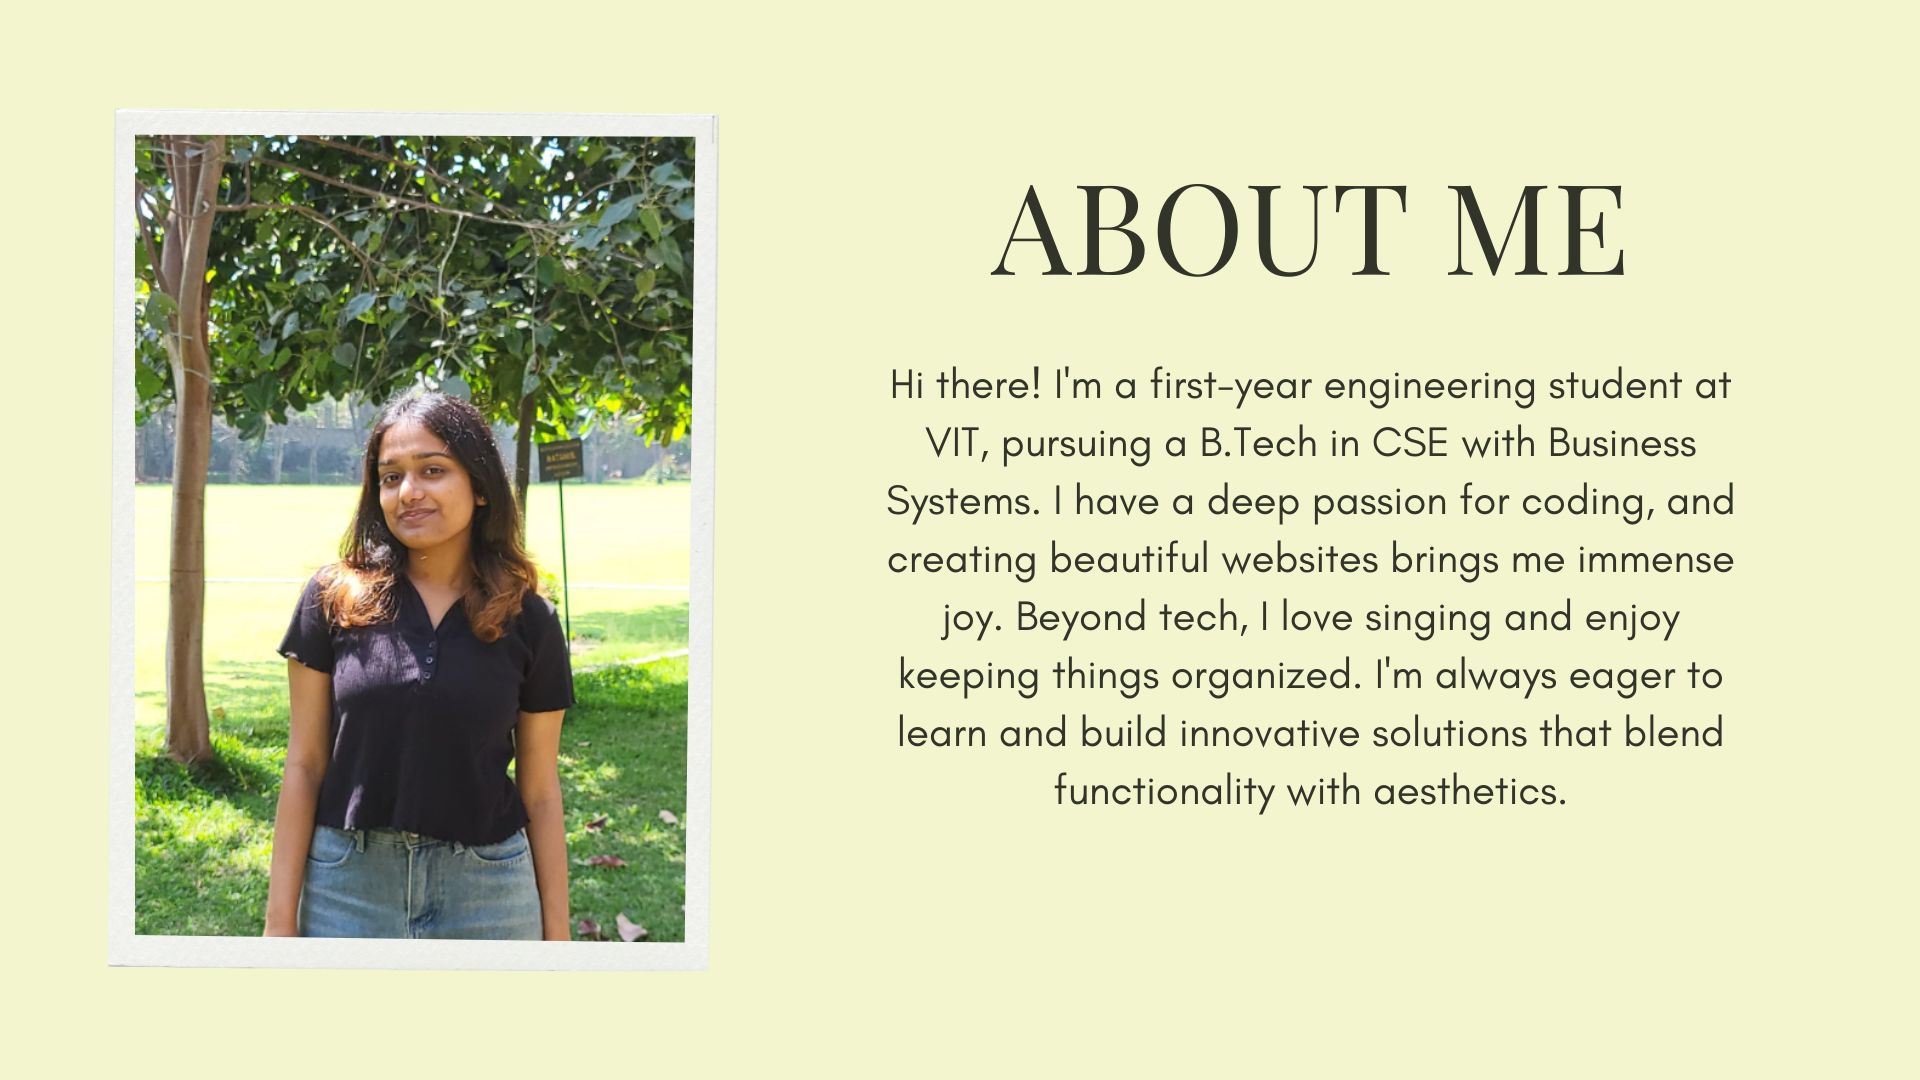 ABOUT ME
Hi there! I'm a first-year engineering student at
VIT, pursuing a B.Tech in CSE with Business
Systems. I have a deep passion for coding, and
creating beautiful websites brings me immense
joy. Beyond tech, I love singing and enjoy
keeping things organized. I'm always eager to
learn and build innovative solutions that blend
functionality with aesthetics.